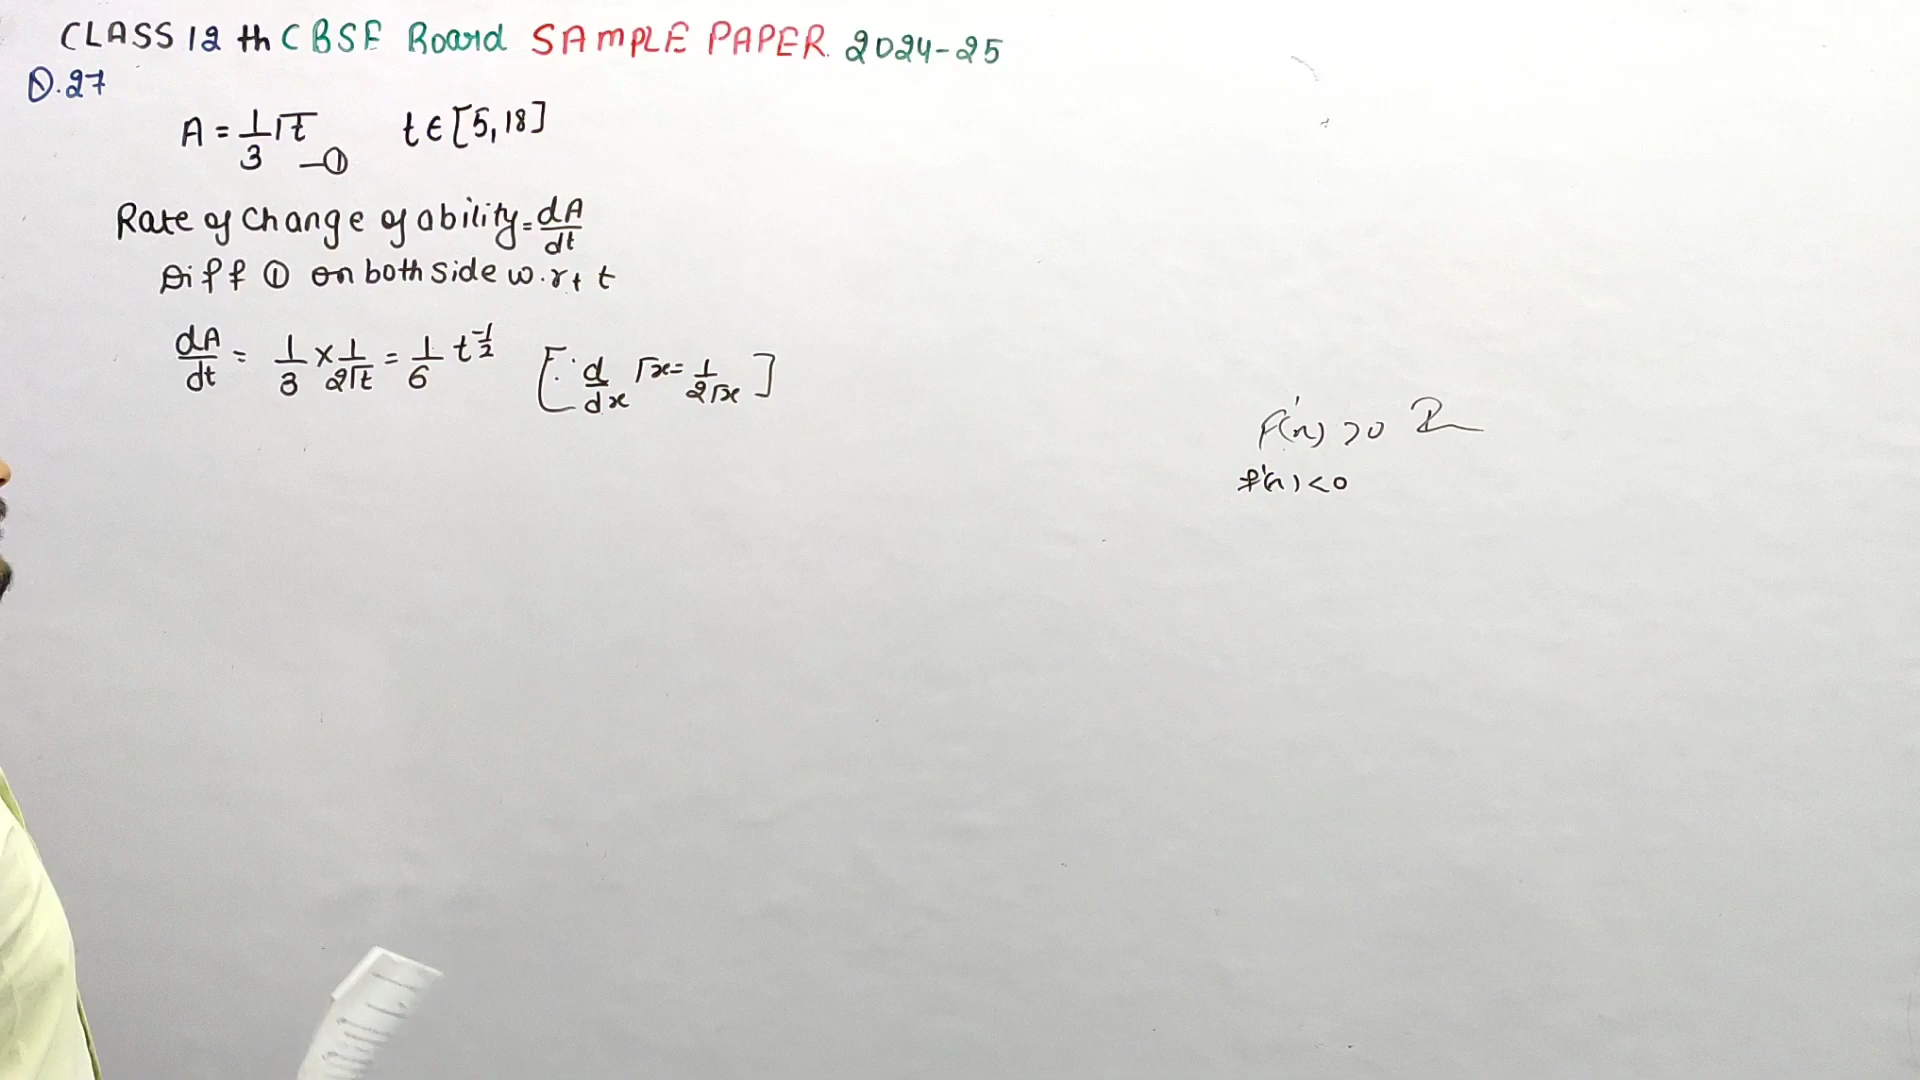 CLASS 12 th CBSE Board SAMPLE PAPER. 2024-25
Q.27
A = 1/3 √t —① t ∈ [5, 18]
Rate of Change of ability = dA/dt
Diff ① on both side w.r.t t
dA/dt = 1/3 × 1/2√t = 1/6 t^-1/2 [∵ d/dx √x = 1/2√x]
f'(x) >0
f'(x) <0